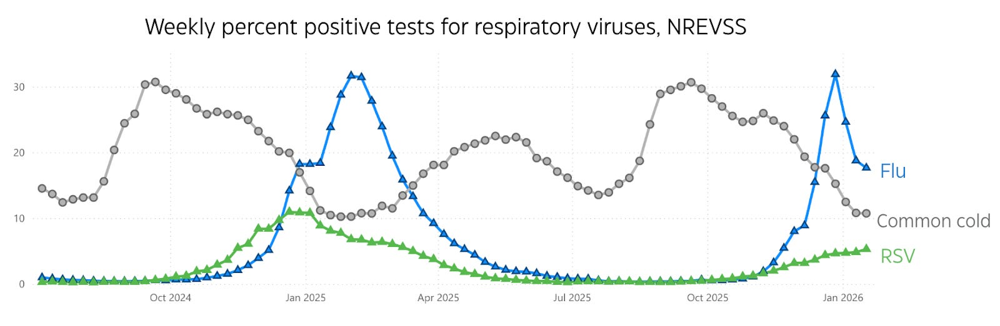 Weekly percent positive tests for respiratory viruses, NREVSS
30
20
10
0
Flu
Common cold
RSV
Oct 2024 Jan 2025 Apr 2025 Jul 2025 Oct 2025 Jan 2026